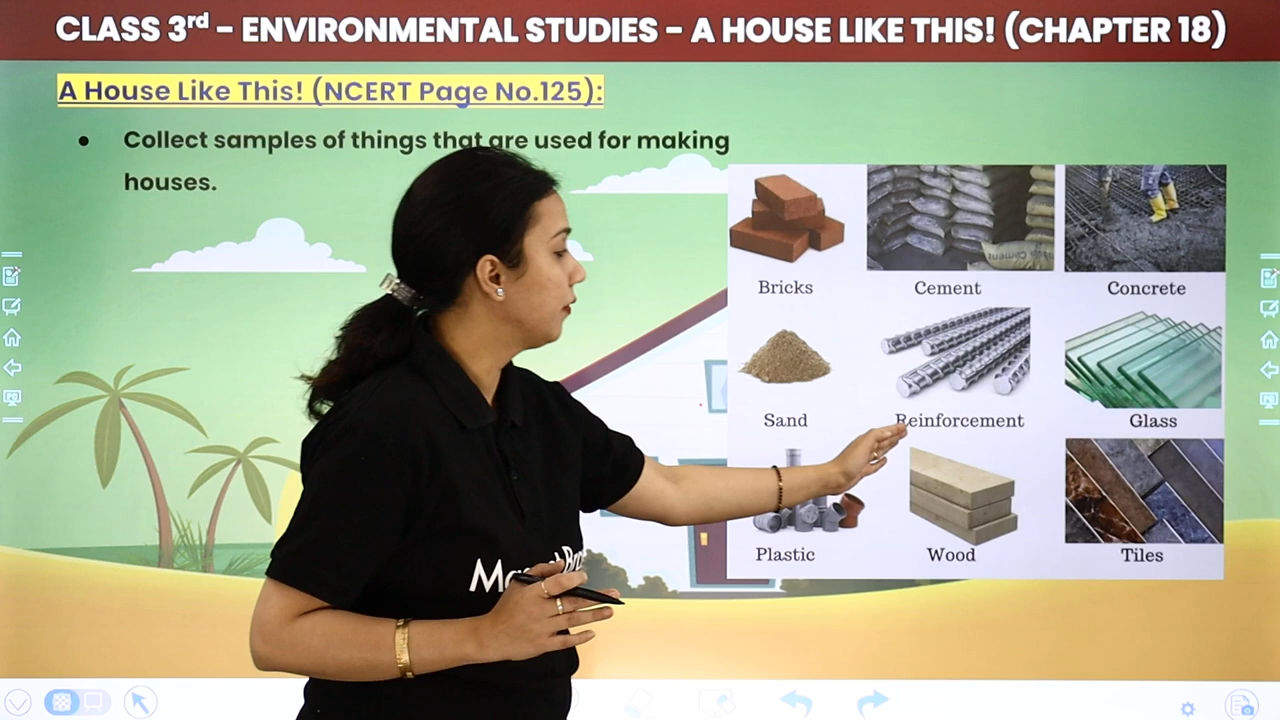 CLASS 3rd - ENVIRONMENTAL STUDIES - A HOUSE LIKE THIS! (CHAPTER 18)
A House Like This! (NCERT Page No.125):
● Collect samples of things that are used for making
houses.
Cement
Bricks Cement Concrete
Sand Reinforcement Glass
Plastic Wood Tiles